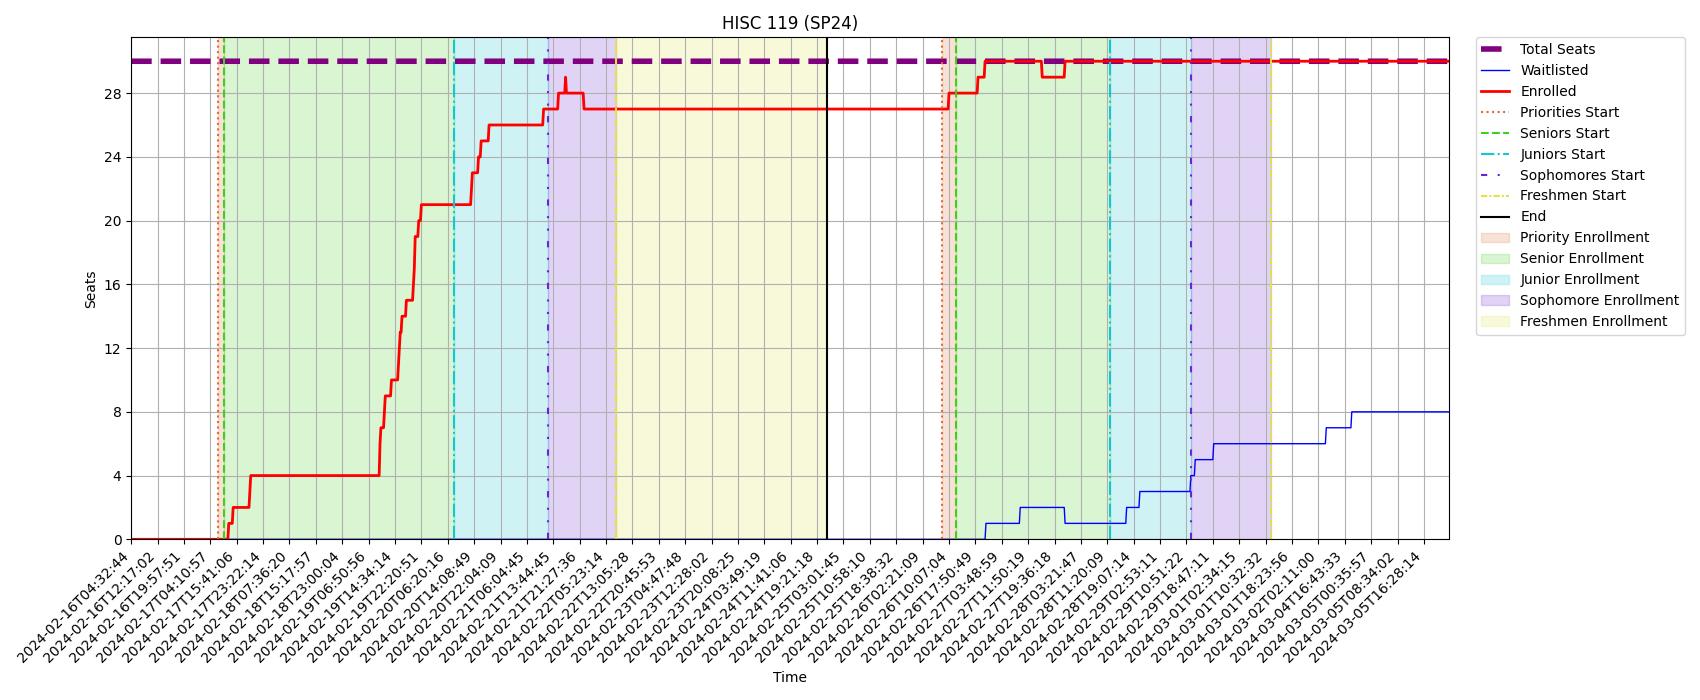 HISC 119 (SP24)
Total Seats
Waitlisted
Enrolled
Priorities Start
Seniors Start
Juniors Start
Sophomores Start
Freshmen Start
End
Priority Enrollment
Senior Enrollment
Junior Enrollment
Sophomore Enrollment
Freshmen Enrollment
Seats
28
24
20
16
12
8
4
0
2024-02-16T04:32:44
2024-02-16T12:17:02
2024-02-16T19:57:51
2024-02-17T04:10:57
2024-02-17T15:41:06
2024-02-17T23:22:14
2024-02-18T07:36:20
2024-02-18T15:17:57
2024-02-18T23:00:04
2024-02-19T06:50:56
2024-02-19T14:34:14
2024-02-19T22:20:51
2024-02-20T06:20:16
2024-02-20T14:08:49
2024-02-20T22:04:09
2024-02-21T06:04:45
2024-02-21T13:44:45
2024-02-21T21:27:36
2024-02-22T05:23:14
2024-02-22T13:05:28
2024-02-22T20:45:53
2024-02-23T04:47:48
2024-02-23T12:28:02
2024-02-23T20:08:25
2024-02-24T03:49:19
2024-02-24T11:41:06
2024-02-24T19:21:18
2024-02-25T03:01:45
2024-02-25T10:58:10
2024-02-25T18:38:32
2024-02-26T02:21:09
2024-02-26T10:07:04
2024-02-26T17:50:49
2024-02-27T03:48:59
2024-02-27T11:50:19
2024-02-27T19:36:18
2024-02-28T03:21:47
2024-02-28T11:20:09
2024-02-28T19:07:14
2024-02-29T02:53:11
2024-02-29T10:51:22
2024-02-29T18:47:11
2024-03-01T02:34:15
2024-03-01T10:32:32
2024-03-01T18:23:56
2024-03-02T02:11:00
2024-03-04T16:43:33
2024-03-05T00:35:57
2024-03-05T08:34:02
2024-03-05T16:28:14
Time